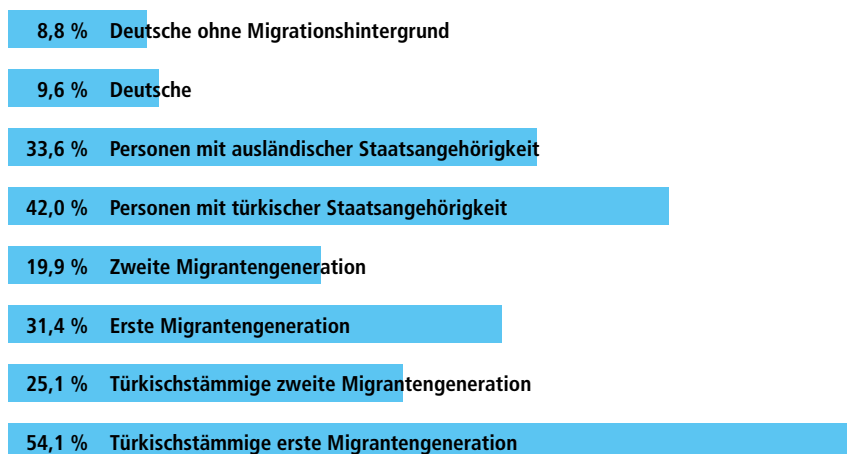 8,8 % Deutsche ohne Migrationshintergrund
9,6 % Deutsche
33,6 % Personen mit ausländischer Staatsangehörigkeit
42,0 % Personen mit türkischer Staatsangehörigkeit
19,9 % Zweite Migrantengeneration
31,4 % Erste Migrantengeneration
25,1 % Türkischstämmige zweite Migrantengeneration
54,1 % Türkischstämmige erste Migrantengeneration